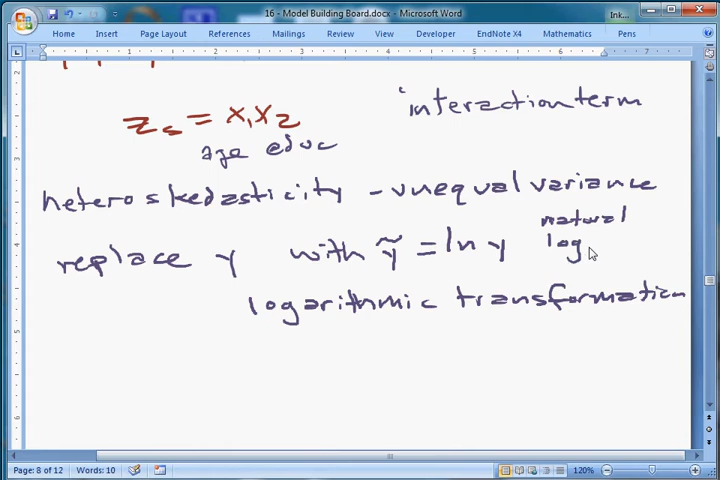 16 - Model Building Board.docx - Microsoft Word
Ink...
Home Insert Page Layout References Mailings Review View Developer EndNote X4 Mathematics Pens
interaction term
z5 = x1x2
age educ
heteroskedasticity - unequal variance
replace y with ỹ = ln y natural log
logarithmic transformation
Page: 8 of 12 Words: 10 120%